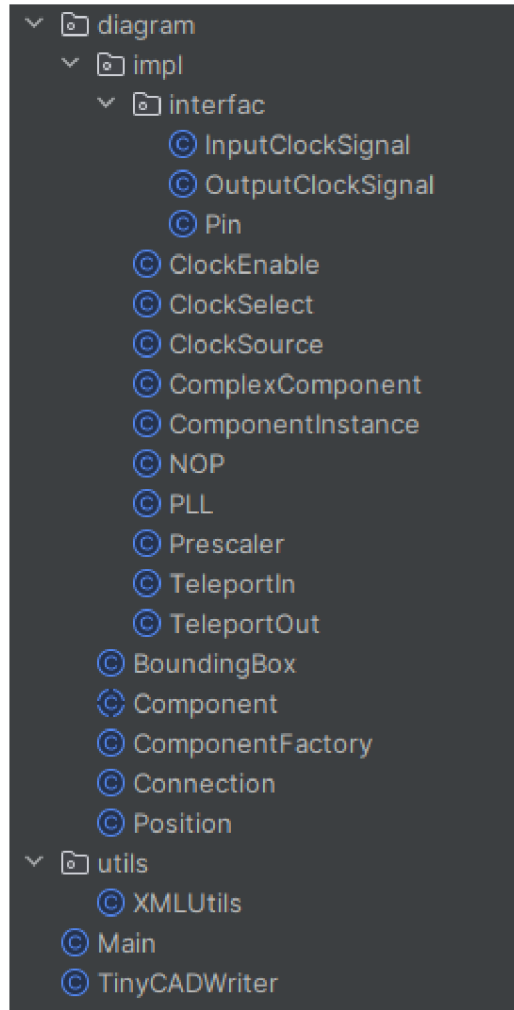 diagram
impl
interfac
InputClockSignal
OutputClockSignal
Pin
ClockEnable
ClockSelect
ClockSource
ComplexComponent
ComponentInstance
NOP
PLL
Prescaler
TeleportIn
TeleportOut
BoundingBox
Component
ComponentFactory
Connection
Position
utils
XMLUtils
Main
TinyCADWriter